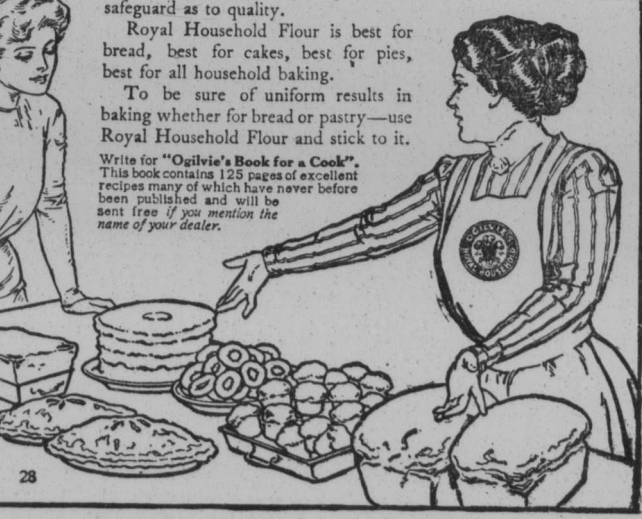 safeguard as to quality.
Royal Household Flour is best for
bread, best for cakes, best for pies,
best for all household baking.
To be sure of uniform results in
baking whether for bread or pastry—use
Royal Household Flour and stick to it.
Write for "Ogilvie's Book for a Cook".
This book contains 125 pages of excellent
recipes many of which have never before
been published and will be
sent free if you mention the
name of your dealer.
OGILVIE'S
ROYAL HOUSEHOLD
28